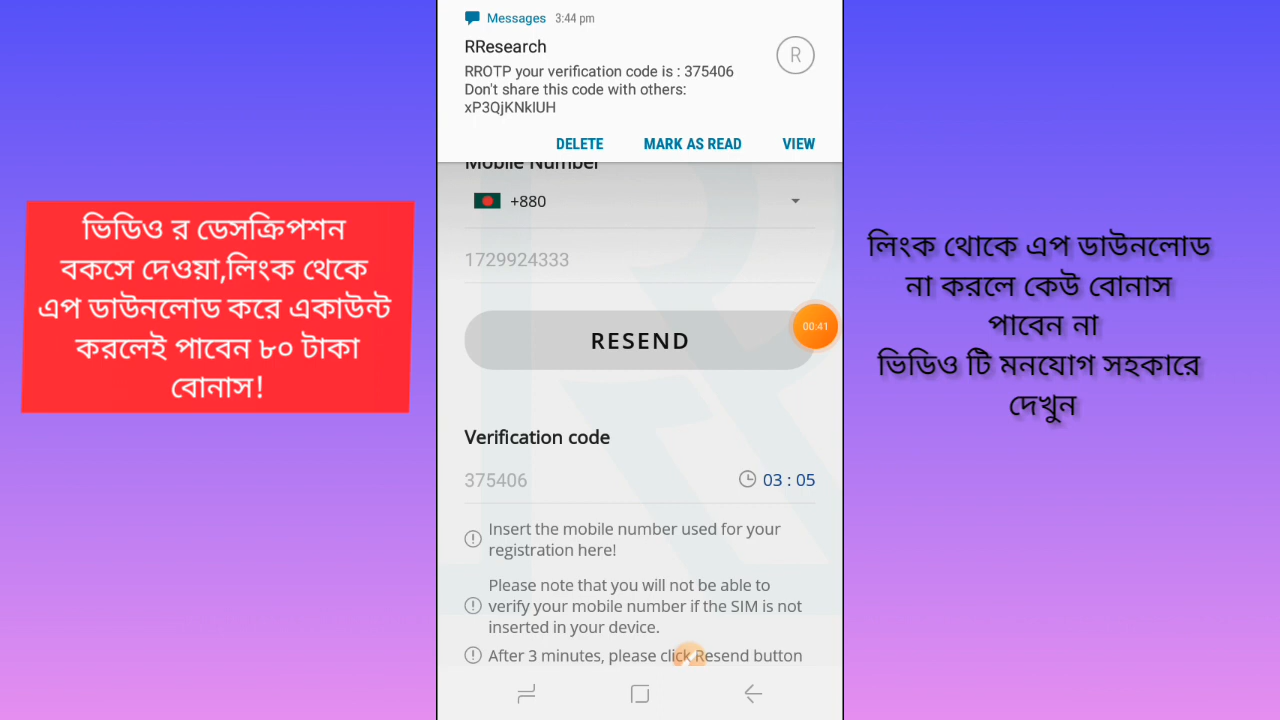 Messages 3:44 pm
RResearch
R
RROTP your verification code is : 375406
Don't share this code with others:
xP3QjKNklUH
DELETE MARK AS READ VIEW
Mobile Number
+880
1729924333
RESEND
00:41
Verification code
375406 03 : 05
Insert the mobile number used for your
registration here!
Please note that you will not be able to
verify your mobile number if the SIM is not
inserted in your device.
After 3 minutes, please click Resend button
ভিডিও র ডেসক্রিপশন
বকসে দেওয়া,লিংক থেকে
এপ ডাউনলোড করে একাউন্ট
করলেই পাবেন ৮০ টাকা
বোনাস!
লিংক থোকে এপ ডাউনলোড
না করলে কেউ বোনাস
পাবেন না
ভিডিও টি মনযোগ সহকারে
দেখুন